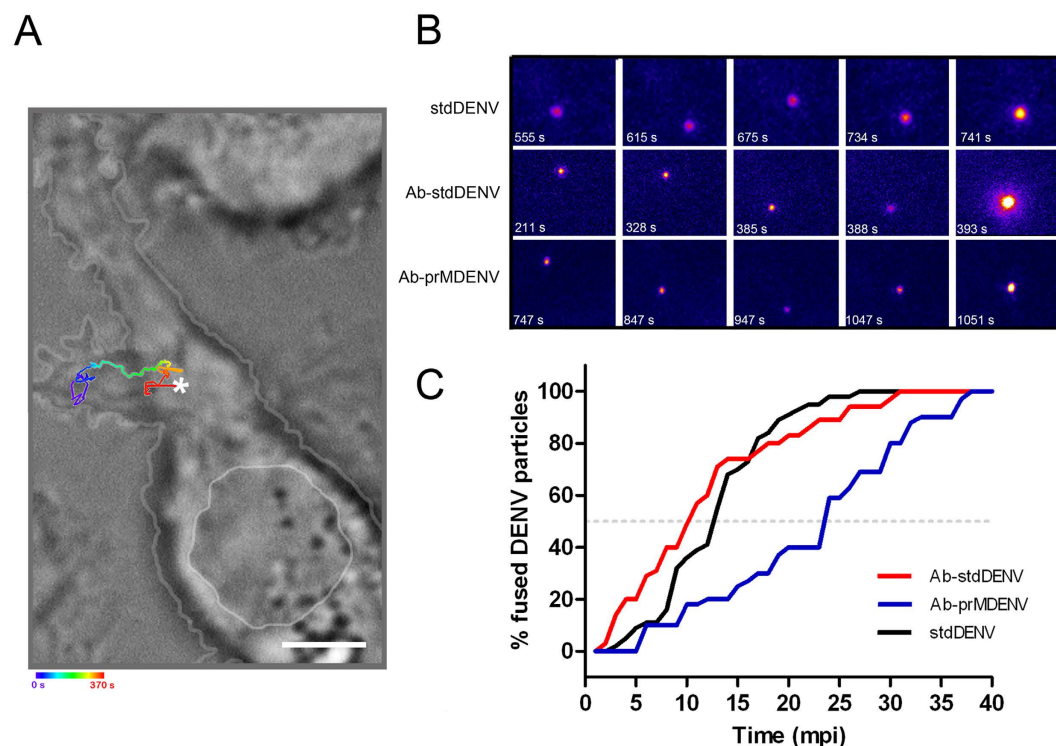 A
0 s 370 s
B
stdDENV
555 s 615 s 675 s 734 s 741 s
Ab-stdDENV
211 s 328 s 385 s 388 s 393 s
Ab-prMDENV
747 s 847 s 947 s 1047 s 1051 s
C
% fused DENV particles
100
80
60
40
20
0
Ab-stdDENV
Ab-prMDENV
stdDENV
0 5 10 15 20 25 30 35 40
Time (mpi)